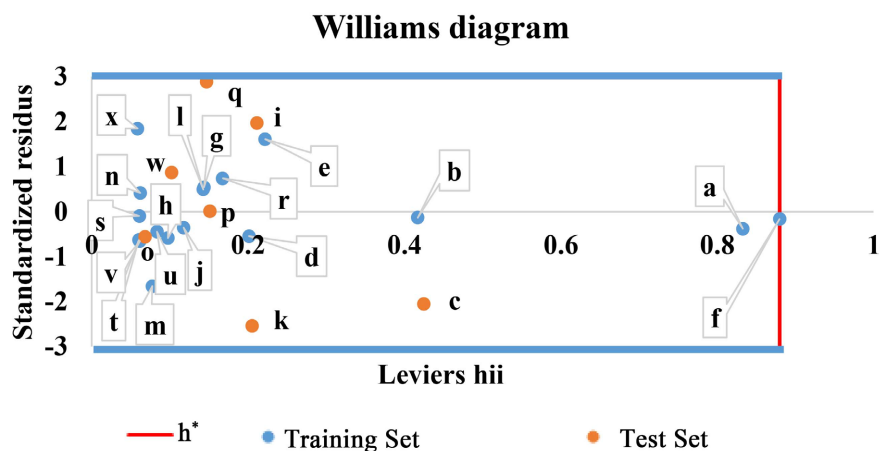 Williams diagram
Standardized residus
3
2
1
0
-1
-2
-3
0
0.2
0.4
0.6
0.8
1
x
l
g
q
i
e
w
n
h
r
b
a
s
p
v
o
u
j
d
t
m
k
c
f
Leviers hii
h*
Training Set
Test Set